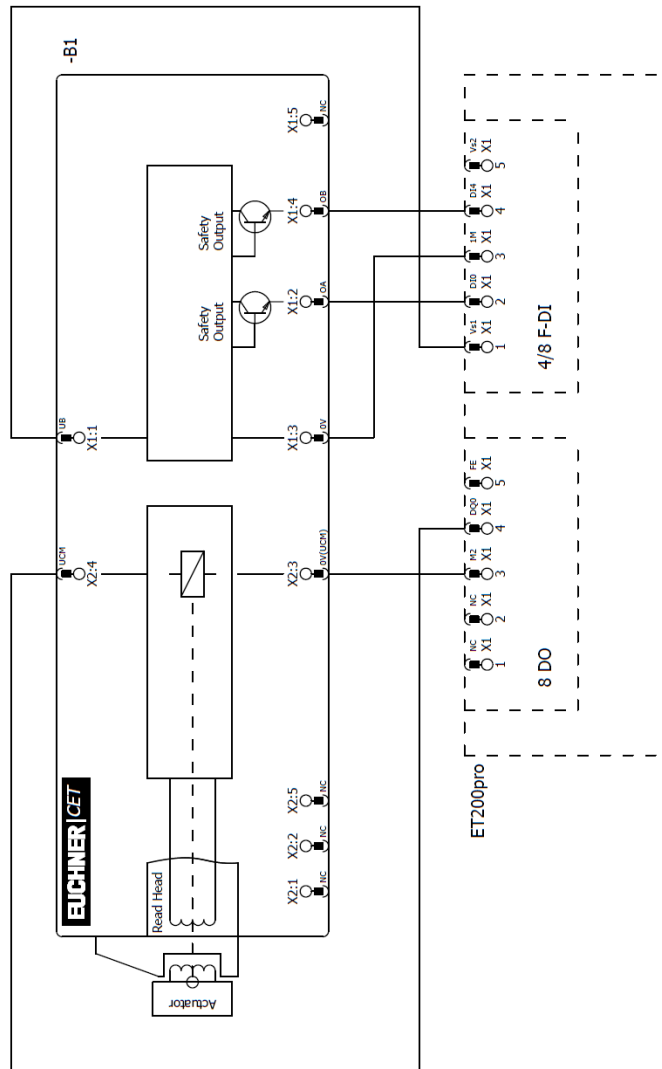 -B1
X1:5
NC
Safety
Output
X1:4
OB
Safety
Output
X1:2
OA
UB
X1:1
X1:3
0V
UCM
X2:4
X2:3
0V(UCM)
EUCHNER|CET
X2:5
NC
X2:2
NC
X2:1
NC
Read Head
Actuator
Vs2
X1
5
DI4
X1
4
1M
X1
3
DI0
X1
2
Vs1
X1
1
4/8 F-DI
FE
X1
5
DQ0
X1
4
M2
X1
3
NC
X1
2
NC
X1
1
8 DO
ET200pro